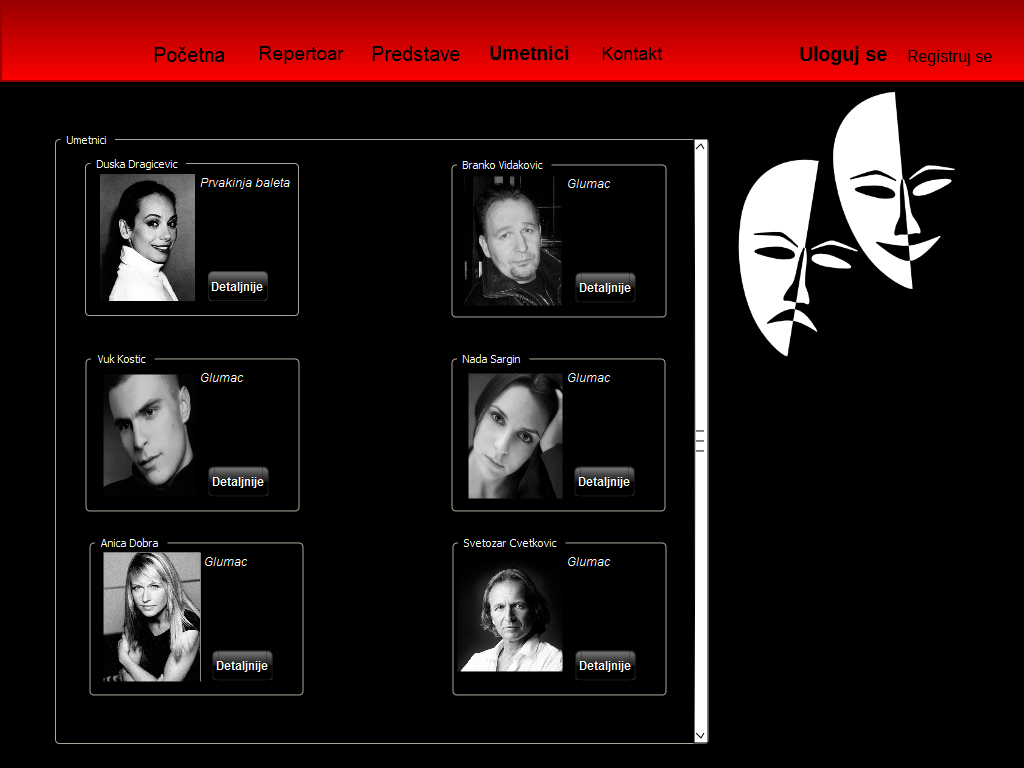 Početna Repertoar Predstave Umetnici Kontakt Uloguj se Registruj se
Umetnici
Duska Dragicevic
Prvakinja baleta
Detaljnije
Branko Vidakovic
Glumac
Detaljnije
Vuk Kostic
Glumac
Detaljnije
Nada Sargin
Glumac
Detaljnije
Anica Dobra
Glumac
Detaljnije
Svetozar Cvetkovic
Glumac
Detaljnije